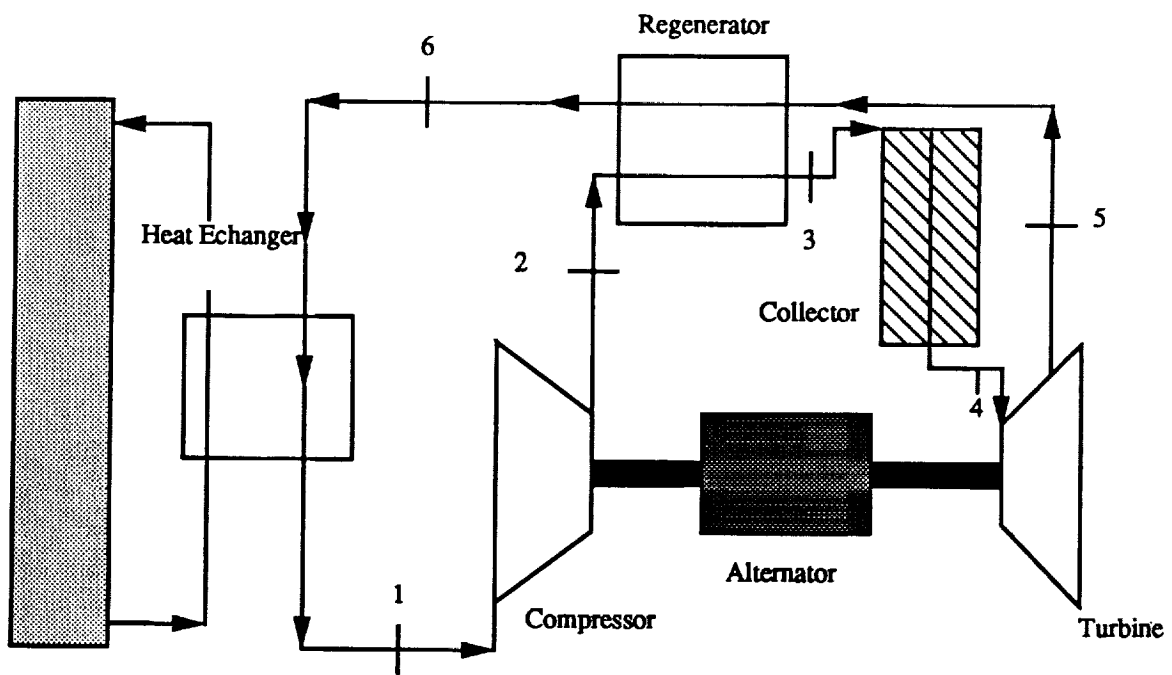 Regenerator
6
Heat Echanger
2
3
5
Collector
4
1
Compressor
Alternator
Turbine